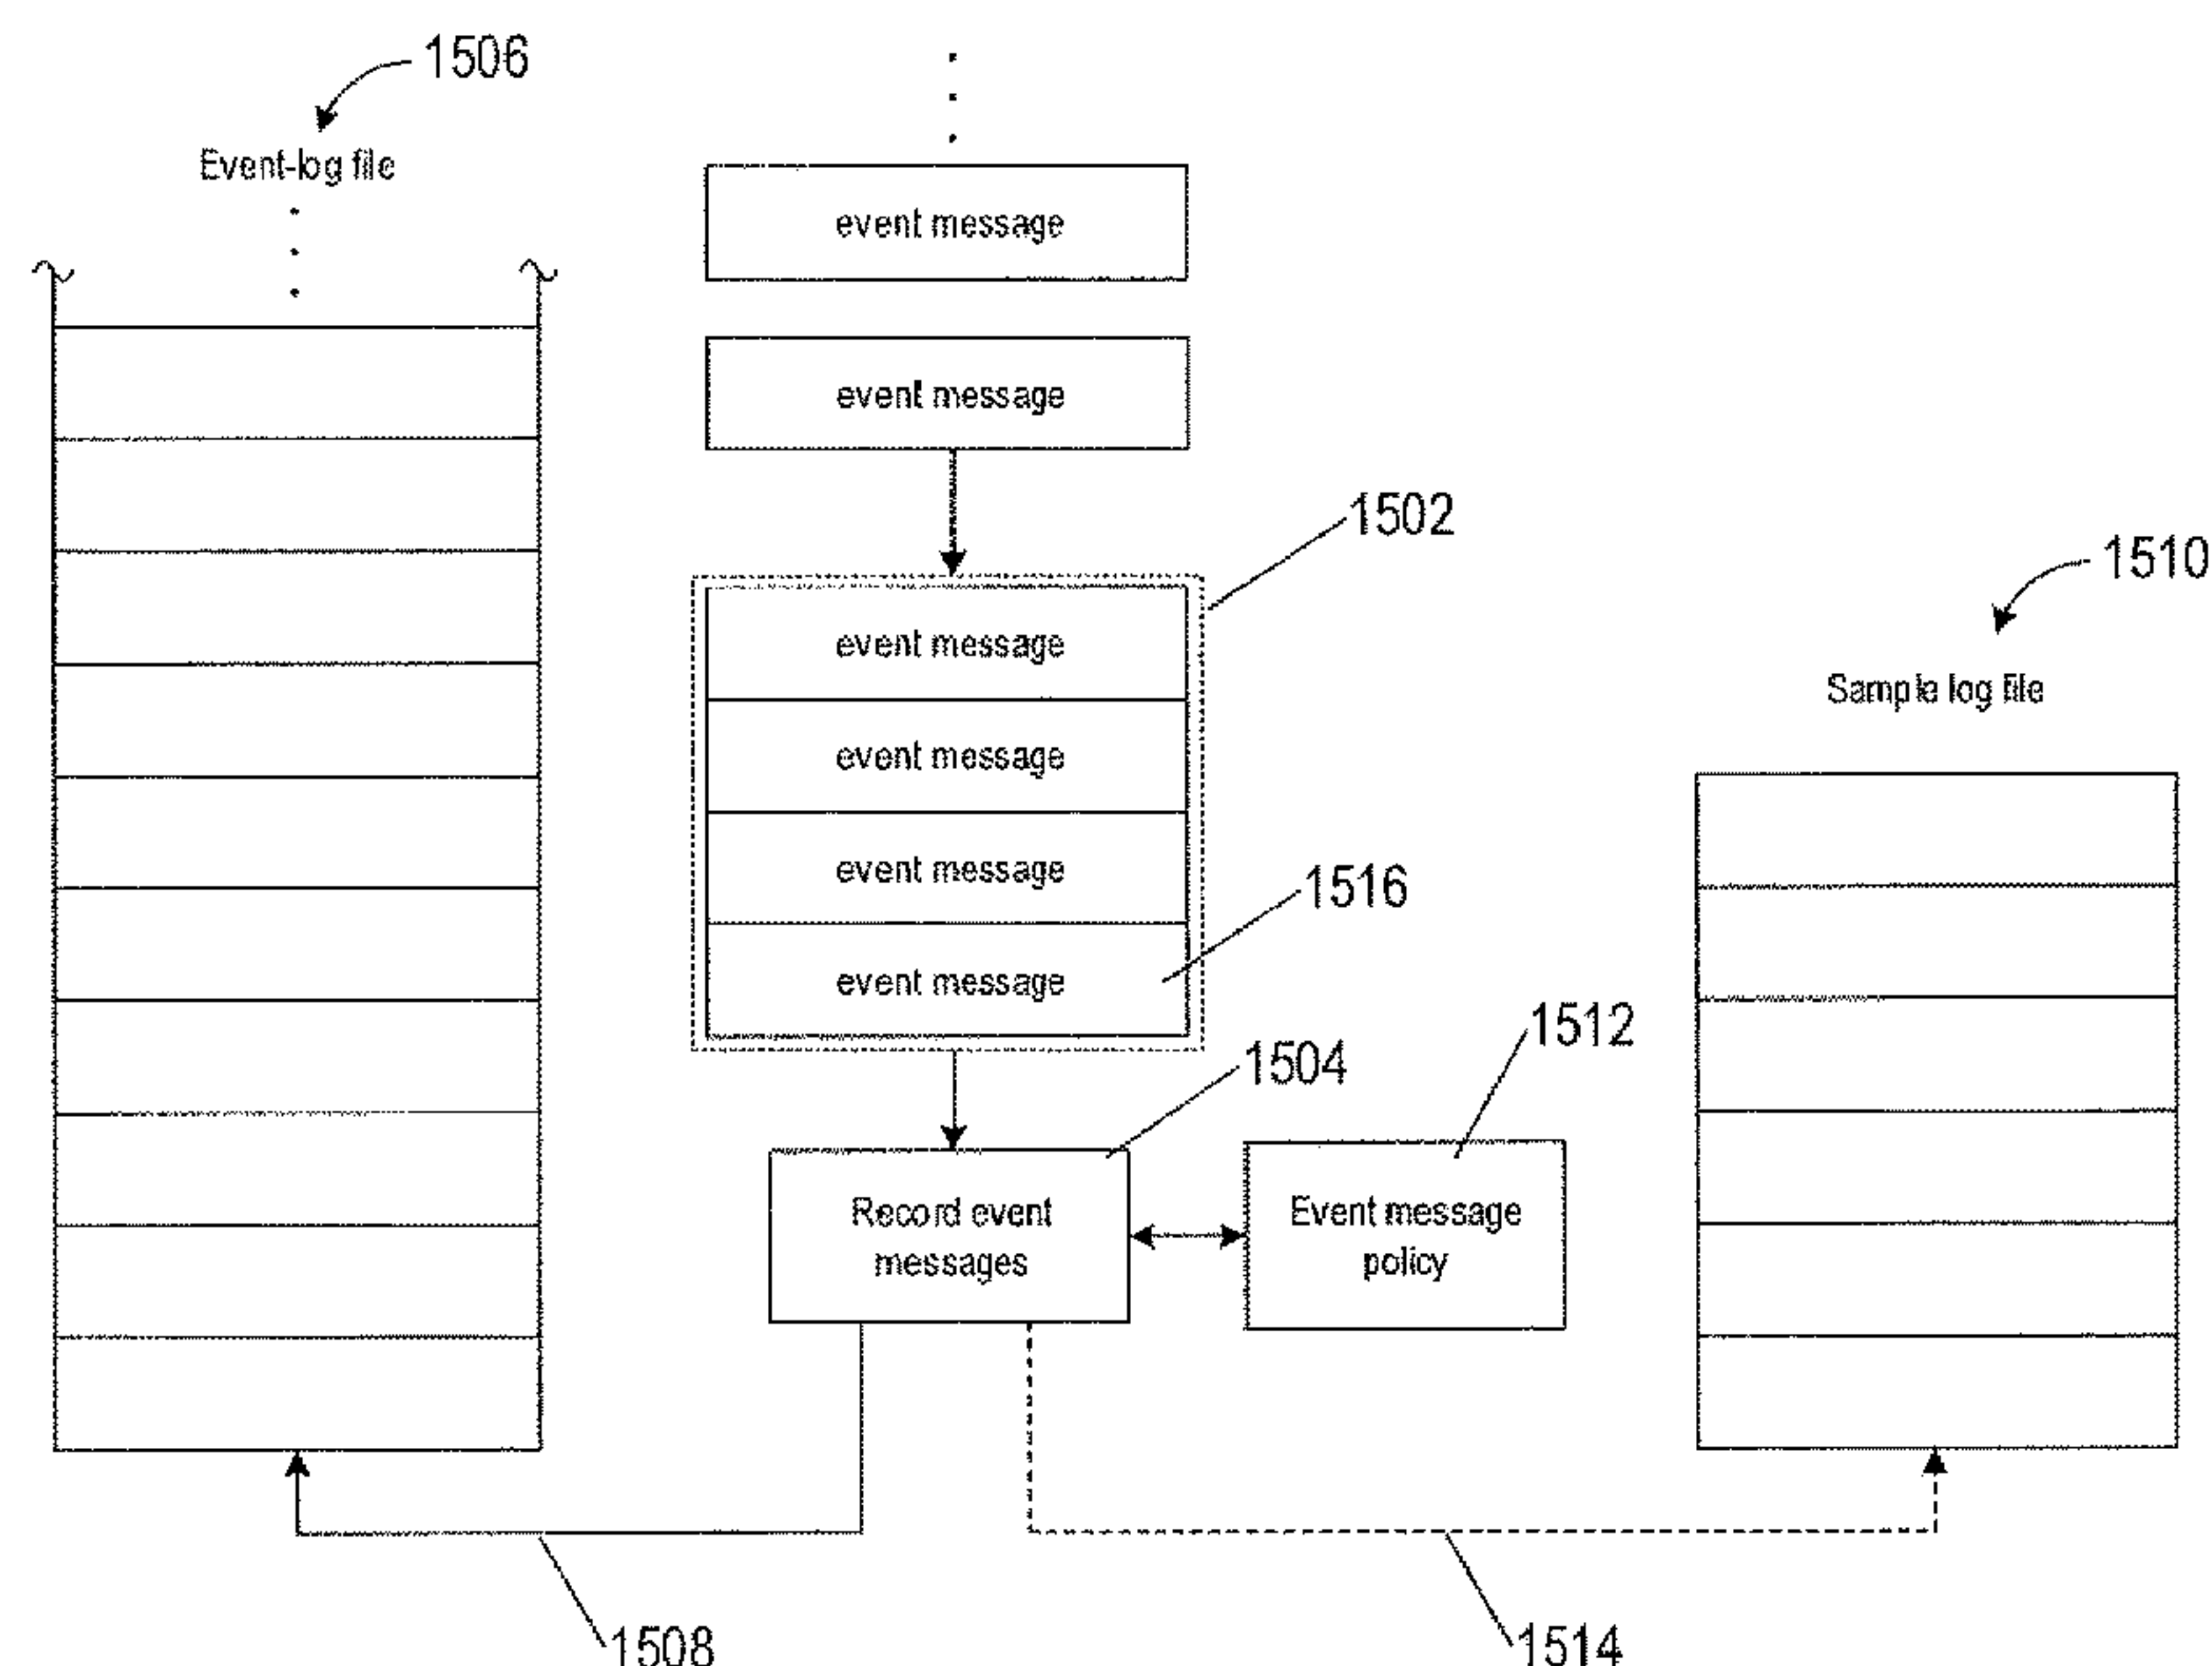 1506
Event-log file
event message
event message
1502
1510
event message
Sample log file
event message
event message
1516
event message
1512
1504
Record event
messages
Event message
policy
1508
1514